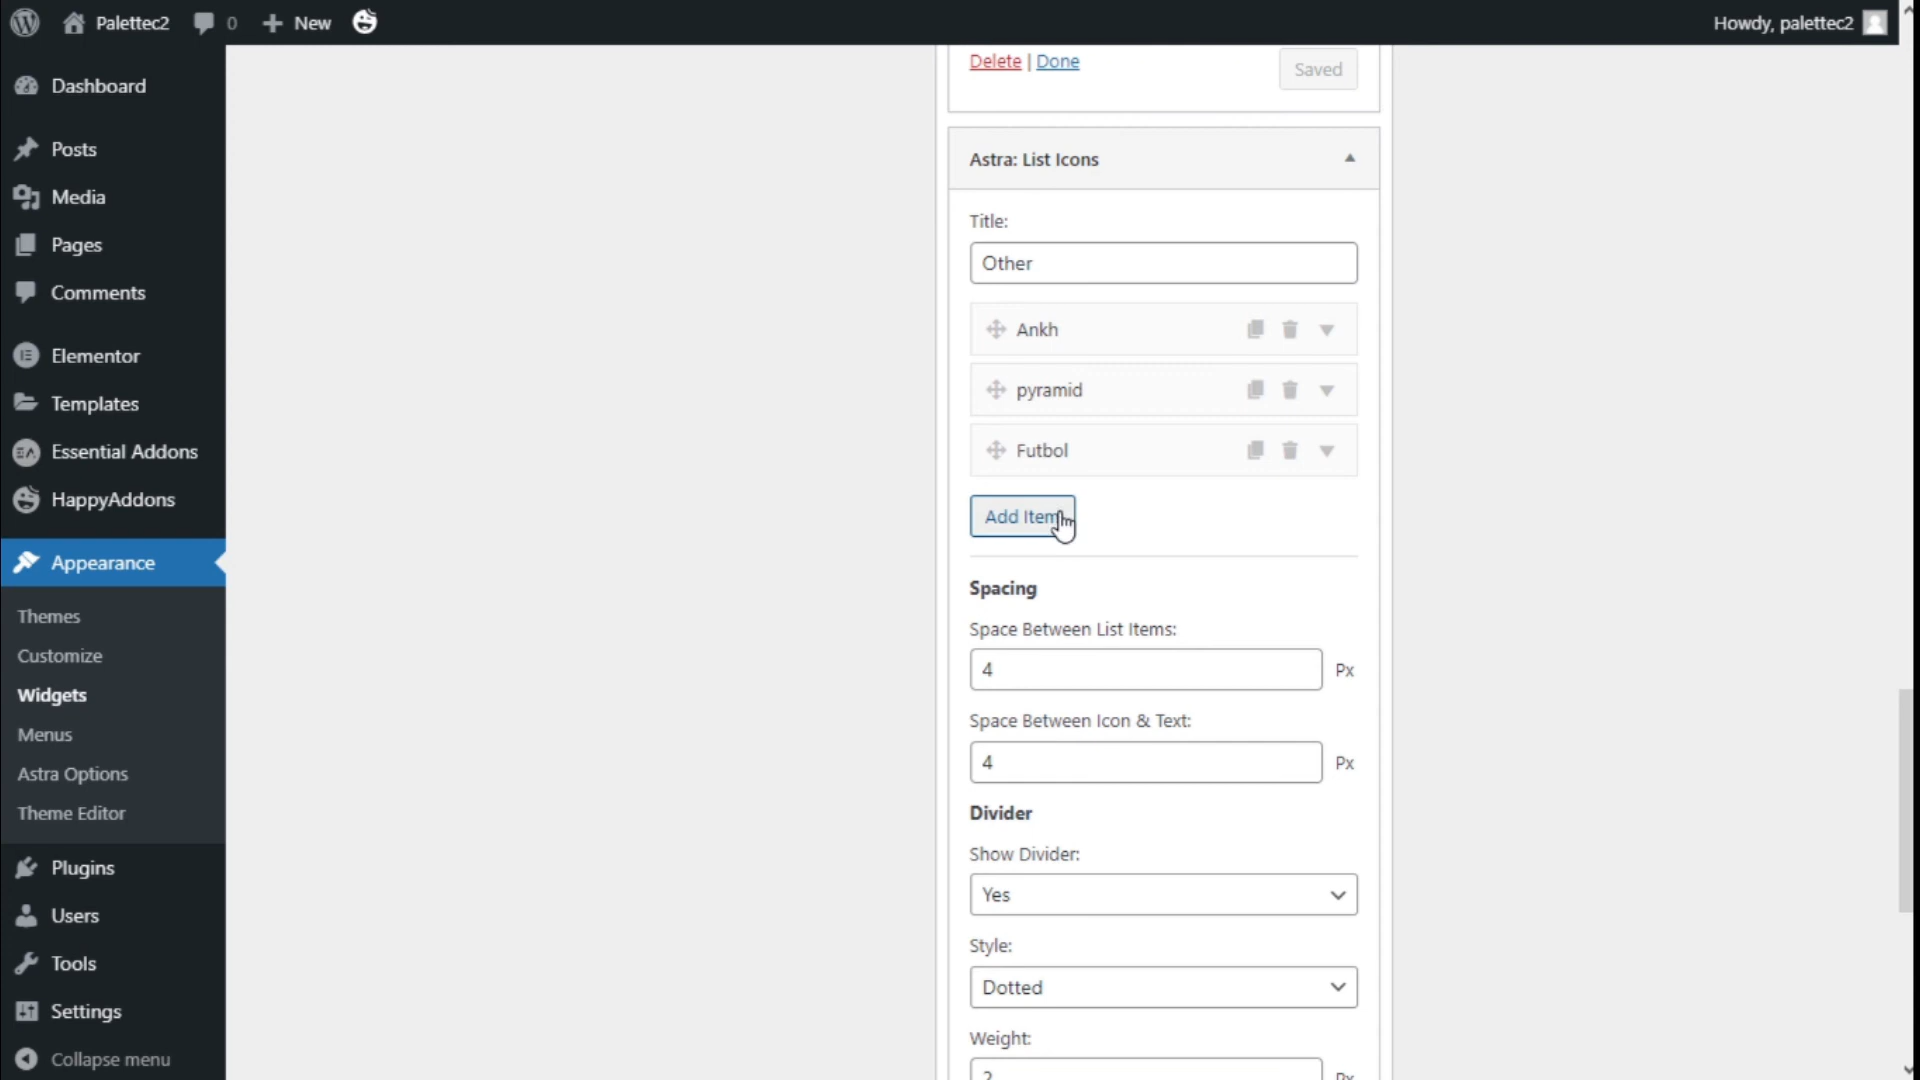 Palettec2
0
New
Howdy, palettec2
Dashboard
Posts
Media
Pages
Comments
Elementor
Templates
Essential Addons
HappyAddons
Appearance
Themes
Customize
Widgets
Menus
Astra Options
Theme Editor
Plugins
Users
Tools
Settings
Collapse menu
Delete | Done
Saved
Astra: List Icons
Title:
Other
Ankh
pyramid
Futbol
Add Item
Spacing
Space Between List Items:
4 Px
Space Between Icon & Text:
4 Px
Divider
Show Divider:
Yes
Style:
Dotted
Weight:
2 Px